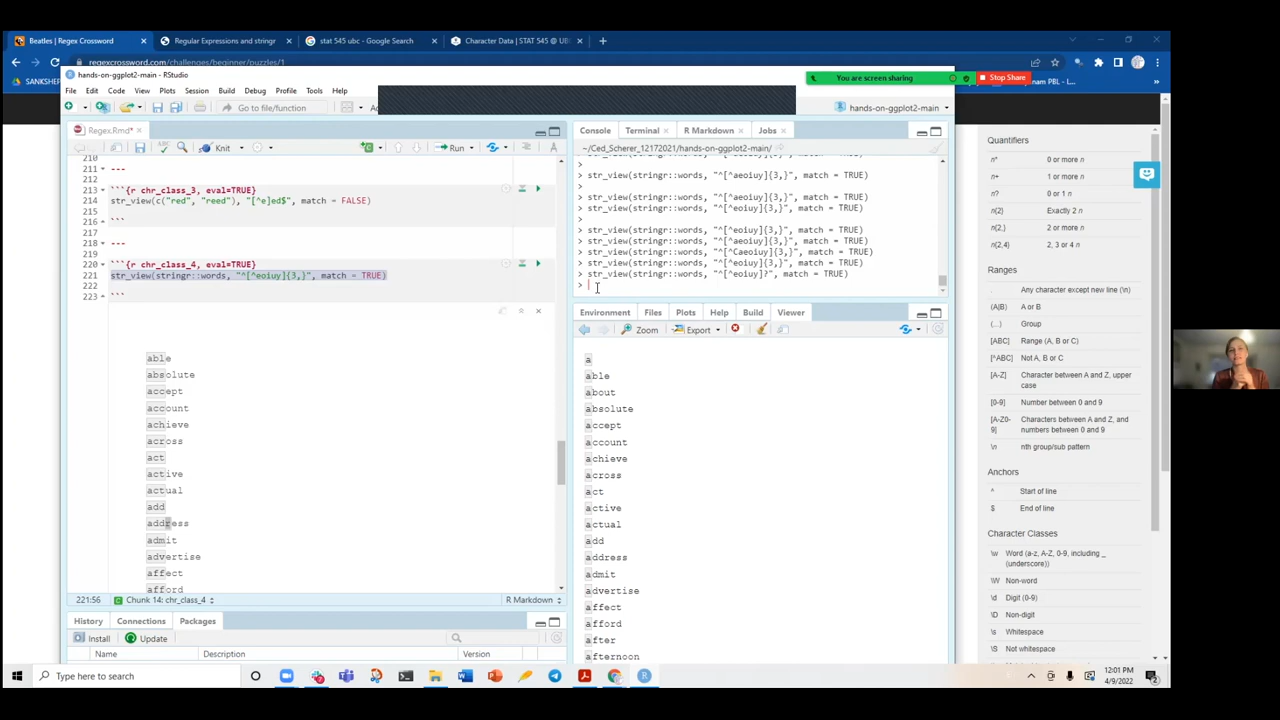 Beatles | Regex Crossword
Regular Expressions and stringr
stat 545 ubc - Google Search
Character Data | STAT 545 @ UBC
regexcrossword.com/challenges/beginner/puzzles/1
hands-on-ggplot2-main - RStudio
You are screen sharing
Stop Share
SANKSHEP
nam PBL - L...
File Edit Code View Plots Session Build Debug Profile Tools Help
Go to file/function
hands-on-ggplot2-main
Regex.Rmd*
Knit
Run
210
211 ---
212
213 ```{r chr_class_3, eval=TRUE}
214 str_view(c("red", "reed"), "[^e]ed$", match = FALSE)
216 ```
217
218 ---
219
220 ```{r chr_class_4, eval=TRUE}
221 str_view(stringr::words, "^[^eoiuy]{3,}", match = TRUE)
223 ```
able
absolute
accept
account
achieve
across
act
active
actual
add
address
admit
advertise
affect
afford
221:56
Chunk 14: chr_class_4
R Markdown
History Connections Packages
Install Update
Name Description Version
Console Terminal R Markdown Jobs
~/Ced_Scherer_12172021/hands-on-ggplot2-main/
>
> str_view(stringr::words, "^[^aeoiuy]{3,}", match = TRUE)
>
> str_view(stringr::words, "^[^aeoiuy]{3,}", match = TRUE)
> str_view(stringr::words, "^[^eoiuy]{3,}", match = TRUE)
>
> str_view(stringr::words, "^[^eoiuy]{3,}", match = TRUE)
> str_view(stringr::words, "^[^aeoiuy]{3,}", match = TRUE)
> str_view(stringr::words, "^[^Caeoiuy]{3,}", match = TRUE)
> str_view(stringr::words, "^[^eoiuy]{3,}", match = TRUE)
> str_view(stringr::words, "^[^eoiuy]?", match = TRUE)
>
Environment Files Plots Help Build Viewer
Zoom Export
a
able
about
absolute
accept
account
achieve
across
act
active
actual
add
address
admit
advertise
affect
afford
after
afternoon
Quantifiers
n* 0 or more n
n+ 1 or more n
n? 0 or 1 n
n{2} Exactly 2 n
n{2,} 2 or more n
n{2,4} 2, 3 or 4 n
Ranges
. Any character except new line (\n)
(A|B) A or B
(...) Group
[ABC] Range (A, B or C)
[^ABC] Not A, B or C
[A-Z] Character between A and Z, upper
case
[0-9] Number between 0 and 9
[A-Z0- Characters between A and Z, and
9] numbers between 0 and 9
\n nth group/sub pattern
Anchors
^ Start of line
$ End of line
Character Classes
\w Word (a-z, A-Z, 0-9, including _
(underscore))
\W Non-word
\d Digit (0-9)
\D Non-digit
\s Whitespace
\S Not whitespace
Type here to search
12:01 PM
4/9/2022